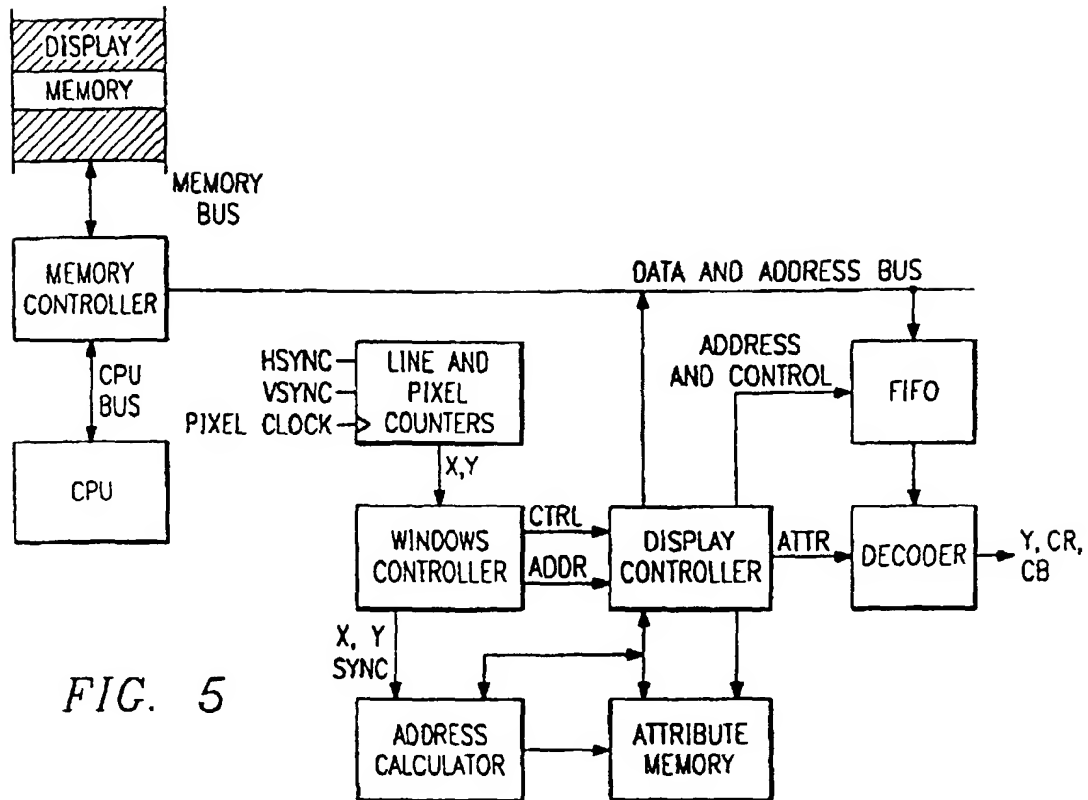 DISPLAY
MEMORY
MEMORY
BUS
MEMORY
CONTROLLER
DATA AND ADDRESS BUS
CPU
BUS
HSYNC
VSYNC
PIXEL CLOCK
LINE AND
PIXEL
COUNTERS
ADDRESS
AND CONTROL
FIFO
CPU
X,Y
WINDOWS
CONTROLLER
CTRL
ADDR
DISPLAY
CONTROLLER
ATTR
DECODER
Y, CR,
CB
X, Y
SYNC
FIG. 5
ADDRESS
CALCULATOR
ATTRIBUTE
MEMORY